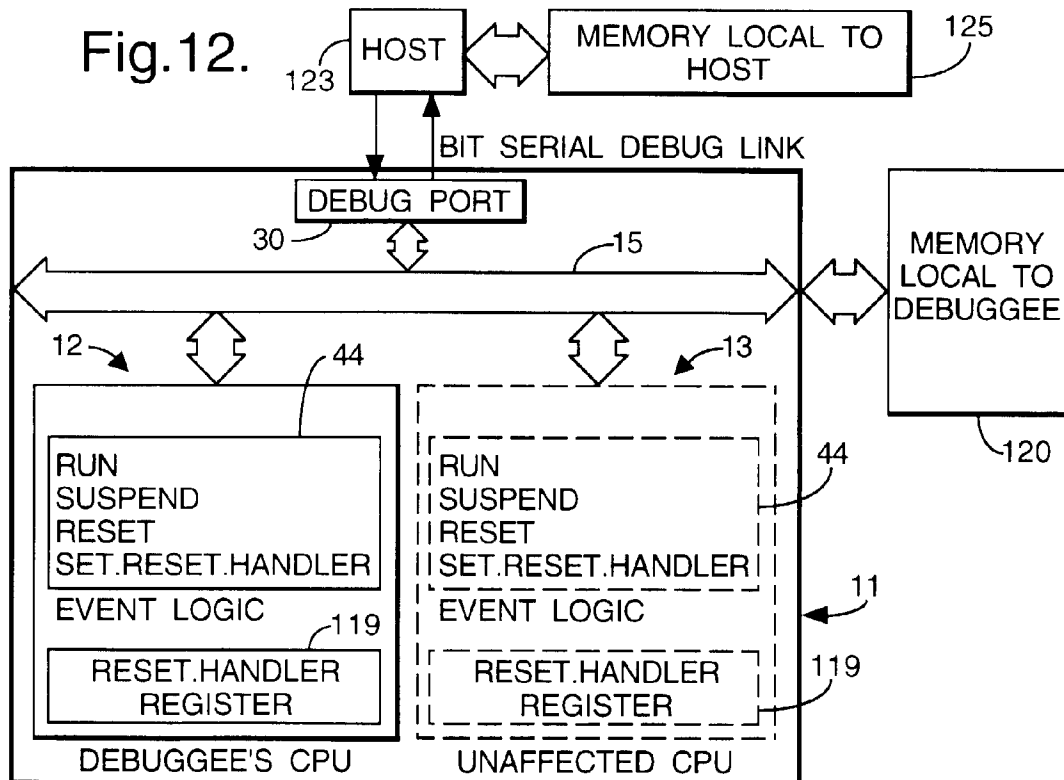 Fig.12.
HOST
123
MEMORY LOCAL TO
HOST
125
BIT SERIAL DEBUG LINK
DEBUG PORT
30
15
MEMORY
LOCAL TO
DEBUGGEE
120
12
44
13
RUN
SUSPEND
RESET
SET.RESET.HANDLER
EVENT LOGIC
119
RESET.HANDLER
REGISTER
DEBUGGEE'S CPU
RUN
SUSPEND
RESET
SET.RESET.HANDLER
44
EVENT LOGIC
11
RESET.HANDLER
REGISTER
119
UNAFFECTED CPU